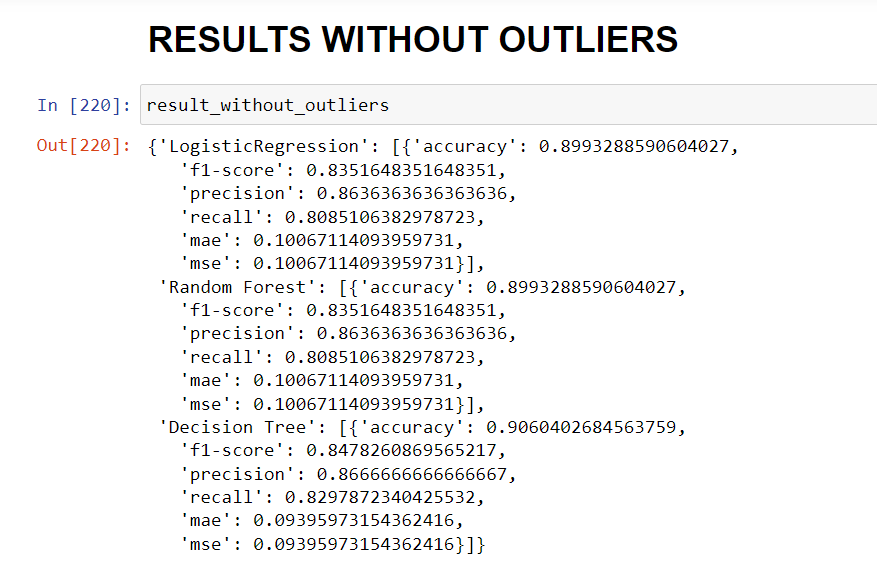 RESULTS WITHOUT OUTLIERS
In [220]: result_without_outliers
Out[220]: {'LogisticRegression': [{'accuracy': 0.8993288590604027,
'f1-score': 0.8351648351648351,
'precision': 0.8636363636363636,
'recall': 0.8085106382978723,
'mae': 0.10067114093959731,
'mse': 0.10067114093959731}],
'Random Forest': [{'accuracy': 0.8993288590604027,
'f1-score': 0.8351648351648351,
'precision': 0.8636363636363636,
'recall': 0.8085106382978723,
'mae': 0.10067114093959731,
'mse': 0.10067114093959731}],
'Decision Tree': [{'accuracy': 0.9060402684563759,
'f1-score': 0.8478260869565217,
'precision': 0.8666666666666667,
'recall': 0.8297872340425532,
'mae': 0.09395973154362416,
'mse': 0.09395973154362416}]}